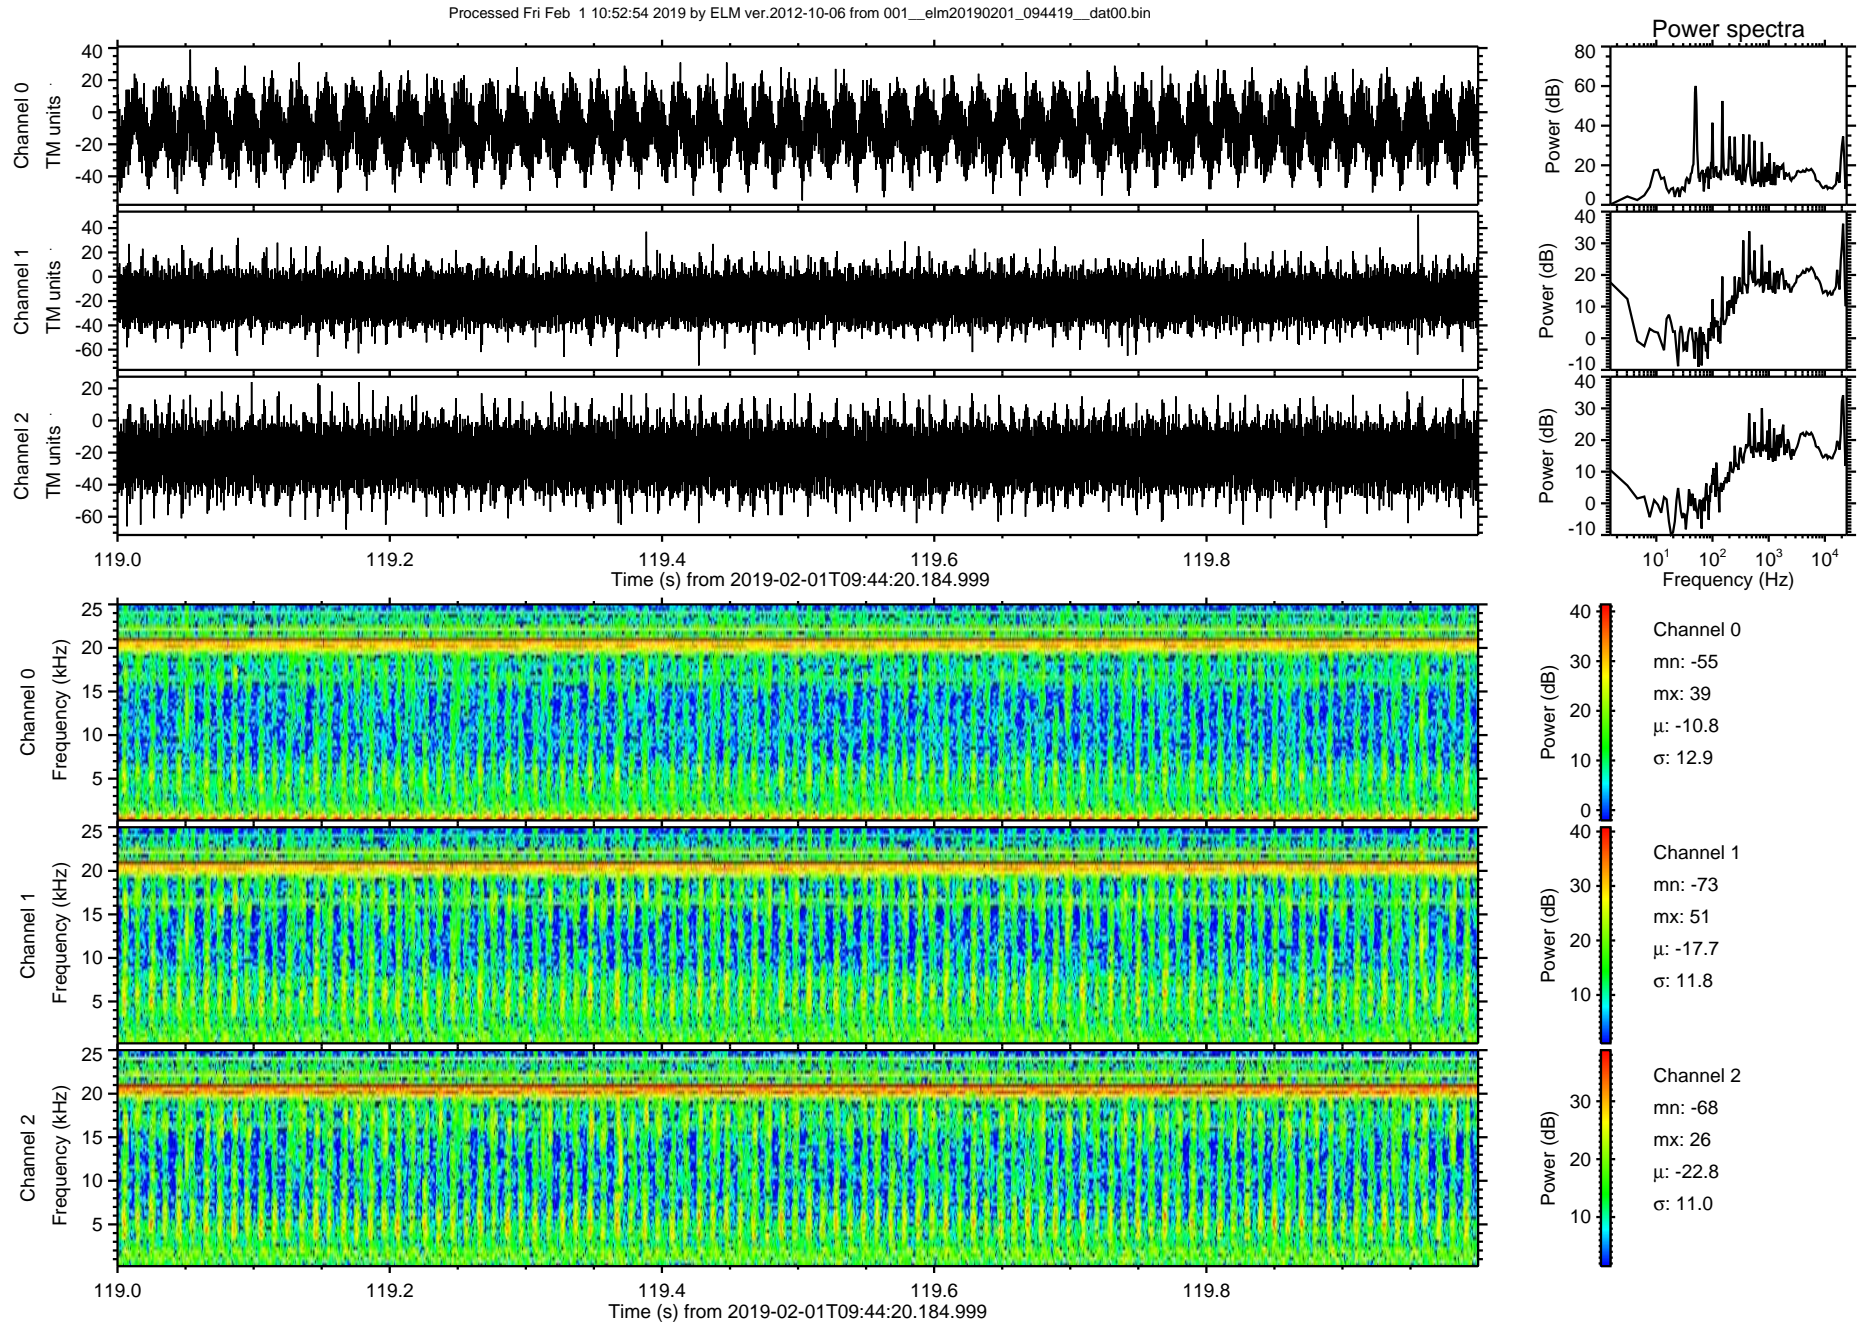 Processed Fri Feb  1 10:52:54 2019 by ELM ver.2012-10-06 from 001__elm20190201_094419__dat00.bin
Power spectra
Channel 0
TM units
40
20
0
-20
-40
Power (dB)
80
60
40
20
0
Channel 1
TM units
40
20
0
-20
-40
-60
Power (dB)
40
30
20
10
0
-10
Channel 2
TM units
20
0
-20
-40
-60
Power (dB)
40
30
20
10
0
-10
119.0 119.2 119.4 119.6 119.8
Time (s) from 2019-02-01T09:44:20.184.999
10¹ 10² 10³ 10⁴
Frequency (Hz)
Channel 0
Frequency (kHz)
25
20
15
10
5
Power (dB)
40
30
20
10
0
Channel 0
mn: -55
mx: 39
μ: -10.8
σ: 12.9
Channel 1
Frequency (kHz)
25
20
15
10
5
Power (dB)
40
30
20
10
Channel 1
mn: -73
mx: 51
μ: -17.7
σ: 11.8
Channel 2
Frequency (kHz)
25
20
15
10
5
Power (dB)
30
20
10
Channel 2
mn: -68
mx: 26
μ: -22.8
σ: 11.0
119.0 119.2 119.4 119.6 119.8
Time (s) from 2019-02-01T09:44:20.184.999